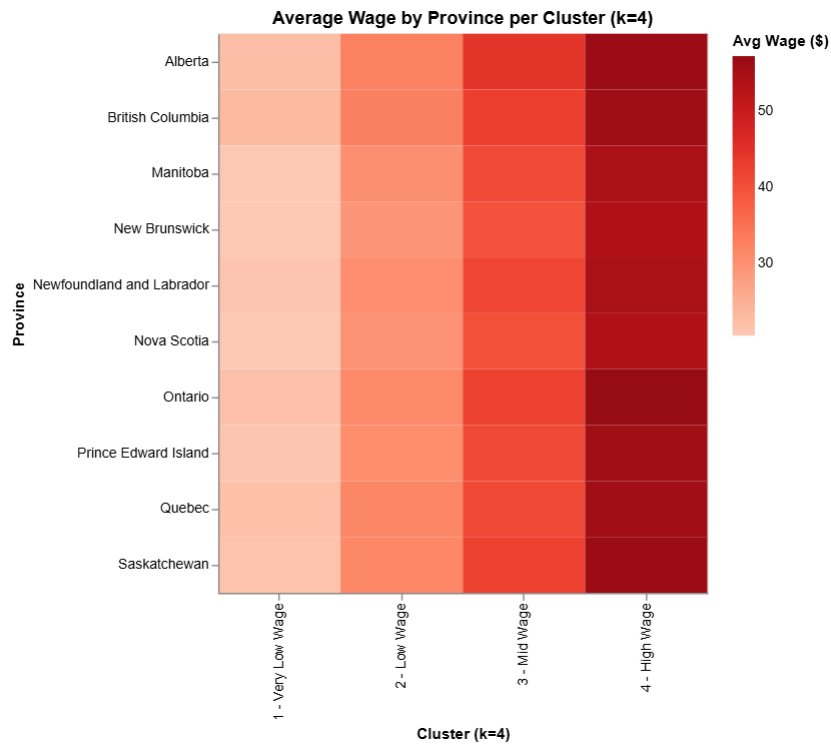 Average Wage by Province per Cluster (k=4)
Avg Wage ($)
50
40
30
Province
Alberta
British Columbia
Manitoba
New Brunswick
Newfoundland and Labrador
Nova Scotia
Ontario
Prince Edward Island
Quebec
Saskatchewan
1 - Very Low Wage
2 - Low Wage
3 - Mid Wage
4 - High Wage
Cluster (k=4)